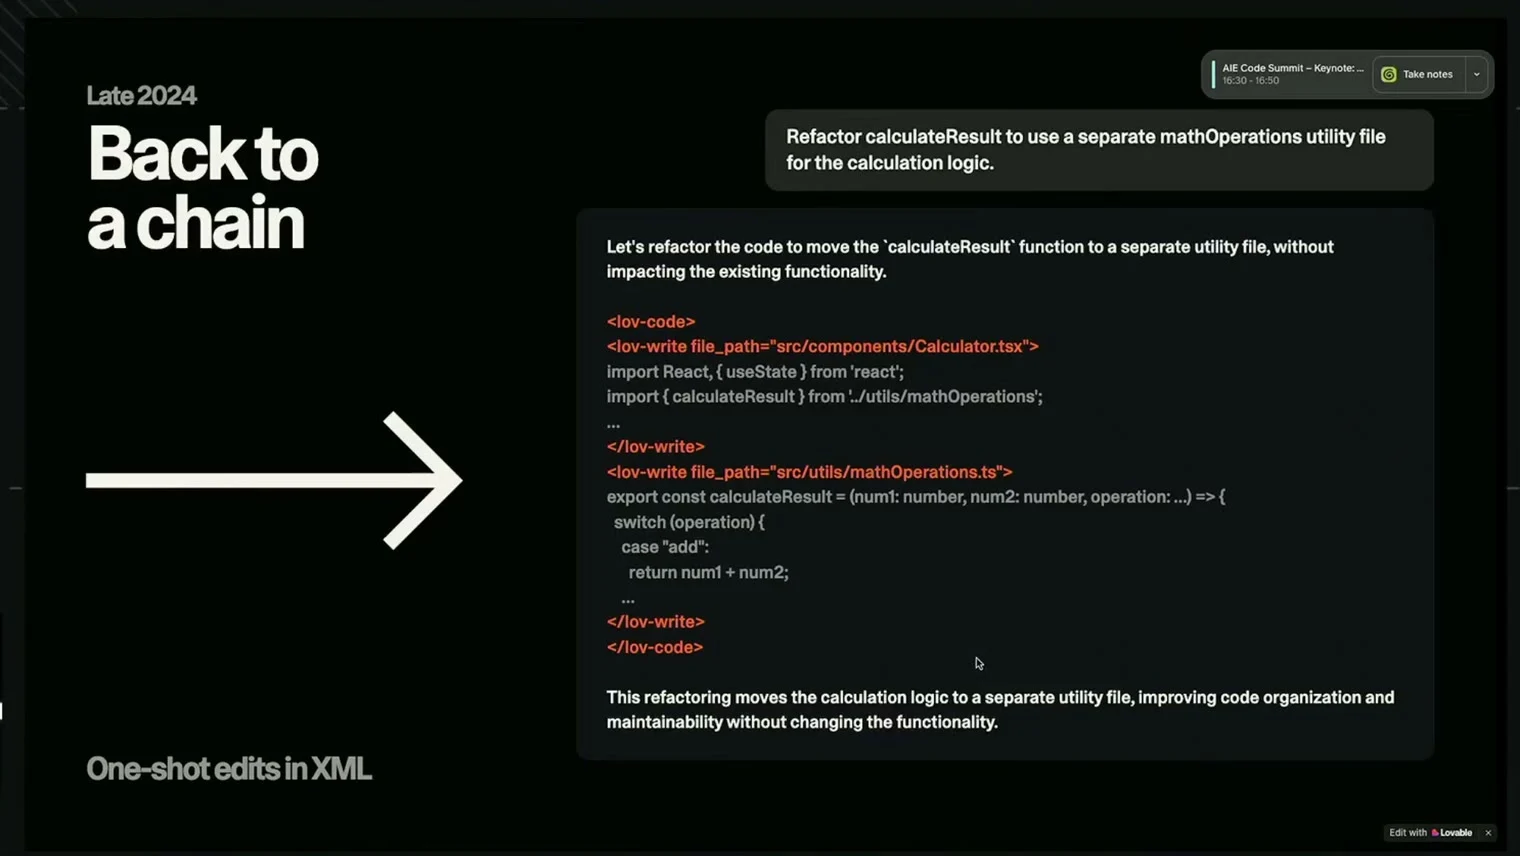 Late 2024
Back to
a chain
AIE Code Summit – Keynote: ...
16:30 - 16:50
Take notes
Refactor calculateResult to use a separate mathOperations utility file
for the calculation logic.
Let's refactor the code to move the `calculateResult` function to a separate utility file, without
impacting the existing functionality.
<lov-code>
<lov-write file_path="src/components/Calculator.tsx">
import React, { useState } from 'react';
import { calculateResult } from '../utils/mathOperations';
...
</lov-write>
<lov-write file_path="src/utils/mathOperations.ts">
export const calculateResult = (num1: number, num2: number, operation: ...) => {
switch (operation) {
case "add":
return num1 + num2;
...
</lov-write>
</lov-code>
This refactoring moves the calculation logic to a separate utility file, improving code organization and
maintainability without changing the functionality.
One-shot edits in XML
Edit with Lovable ×